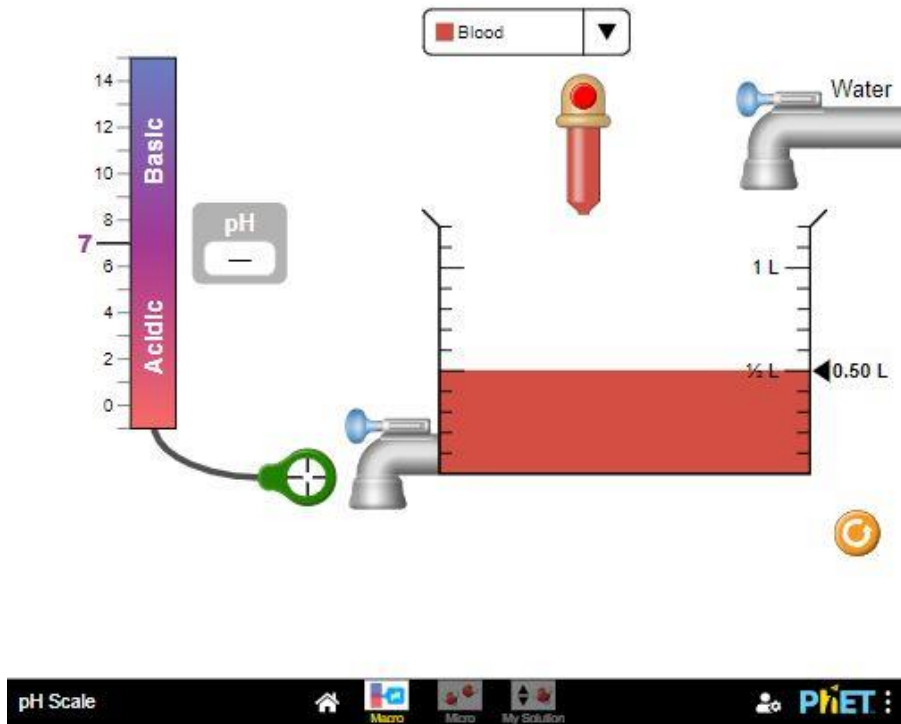 Blood
Water
14
12
10
8
7
6
4
2
0
Basic
Acidic
pH
—
1 L
½ L
0.50 L
pH Scale
Macro
Micro
My Solution
PhET